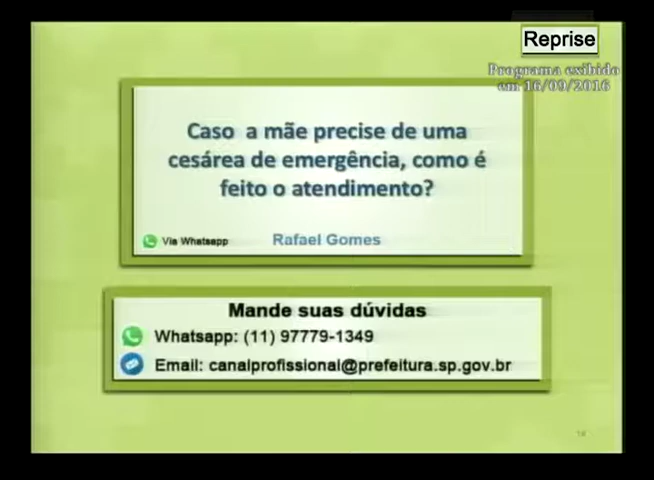 Reprise
Programa exibido
em 16/09/2016
Caso a mãe precise de uma
cesárea de emergência, como é
feito o atendimento?
Via Whatsapp
Rafael Gomes
Mande suas dúvidas
Whatsapp: (11) 97779-1349
Email: canalprofissional@prefeitura.sp.gov.br